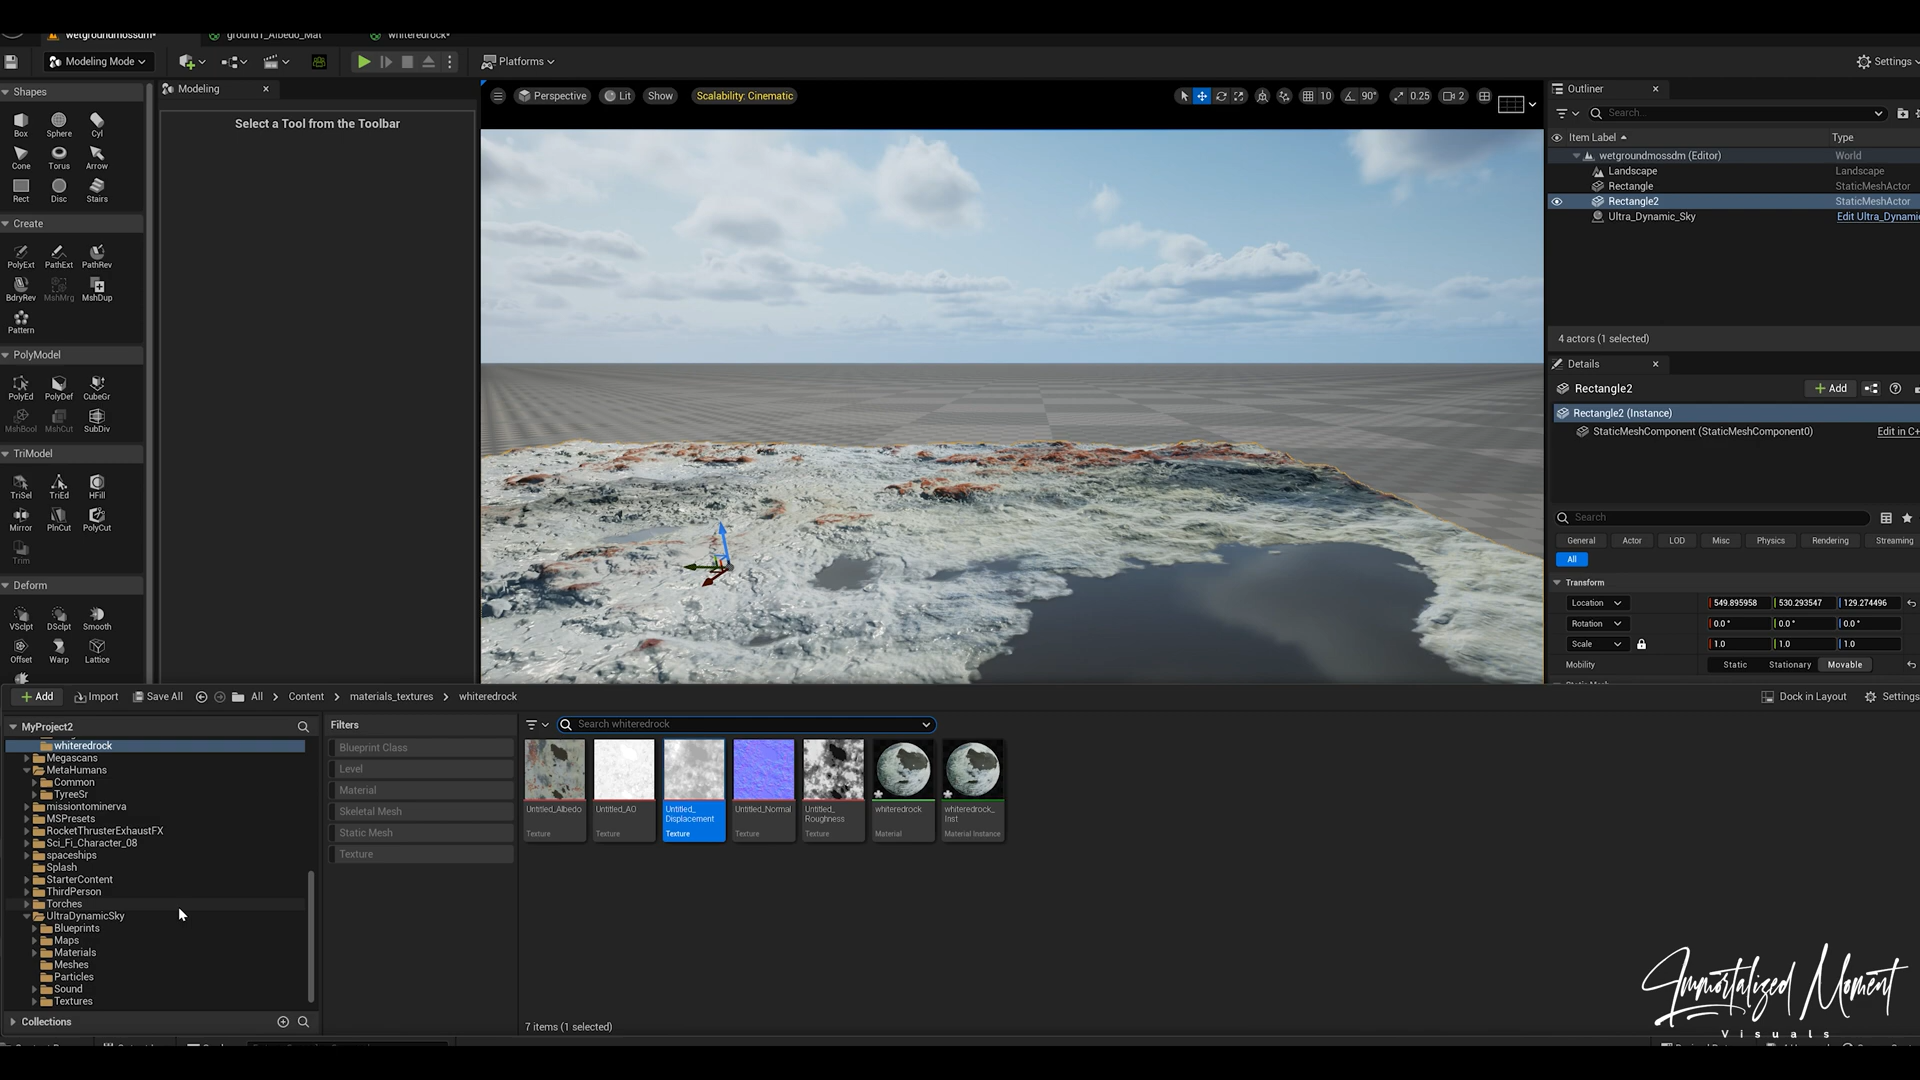 wetgroundmossdm*
ground1_Albedo_Mat
whiteredrock*
Modeling Mode
Platforms
Settings
Shapes
Box Sphere Cyl
Cone Torus Arrow
Rect Disc Stairs
Create
PolyExt PathExt PathRev
BdryRev MshMrg MshDup
Pattern
PolyModel
PolyEd PolyDef CubeGr
MshBool MshCut SubDiv
TriModel
TriSel TriEd HFill
Mirror PlnCut PolyCut
Trim
Deform
VSclpt DSclpt Smooth
Offset Warp Lattice
Modeling
Select a Tool from the Toolbar
Perspective Lit Show Scalability: Cinematic
10 90° 0.25 2
Outliner
Search...
Item Label Type
wetgroundmossdm (Editor) World
Landscape Landscape
Rectangle StaticMeshActor
Rectangle2 StaticMeshActor
Ultra_Dynamic_Sky Edit Ultra_Dynami
4 actors (1 selected)
Details
Rectangle2 + Add
Rectangle2 (Instance)
StaticMeshComponent (StaticMeshComponent0) Edit in C+
Search
General Actor LOD Misc Physics Rendering Streaming
All
Transform
Location 549.895958 530.293547 129.274496
Rotation 0.0° 0.0° 0.0°
Scale 1.0 1.0 1.0
Mobility Static Stationary Movable
+ Add Import Save All All Content materials_textures whiteredrock
Dock in Layout Settings
MyProject2
whiteredrock
Megascans
MetaHumans
Common
TyreeSr
missiontominerva
MSPresets
RocketThrusterExhaustFX
Sci_Fi_Character_08
spaceships
Splash
StarterContent
ThirdPerson
Torches
UltraDynamicSky
Blueprints
Maps
Materials
Meshes
Particles
Sound
Textures
Collections
Filters
Blueprint Class
Level
Material
Skeletal Mesh
Static Mesh
Texture
Search whiteredrock
Untitled_Albedo
Texture
Untitled_AO
Texture
Untitled_
Displacement
Texture
Untitled_Normal
Texture
Untitled_
Roughness
Texture
whiteredrock
Material
whiteredrock_
Inst
Material Instance
7 items (1 selected)
Immortalized Moment
Visuals